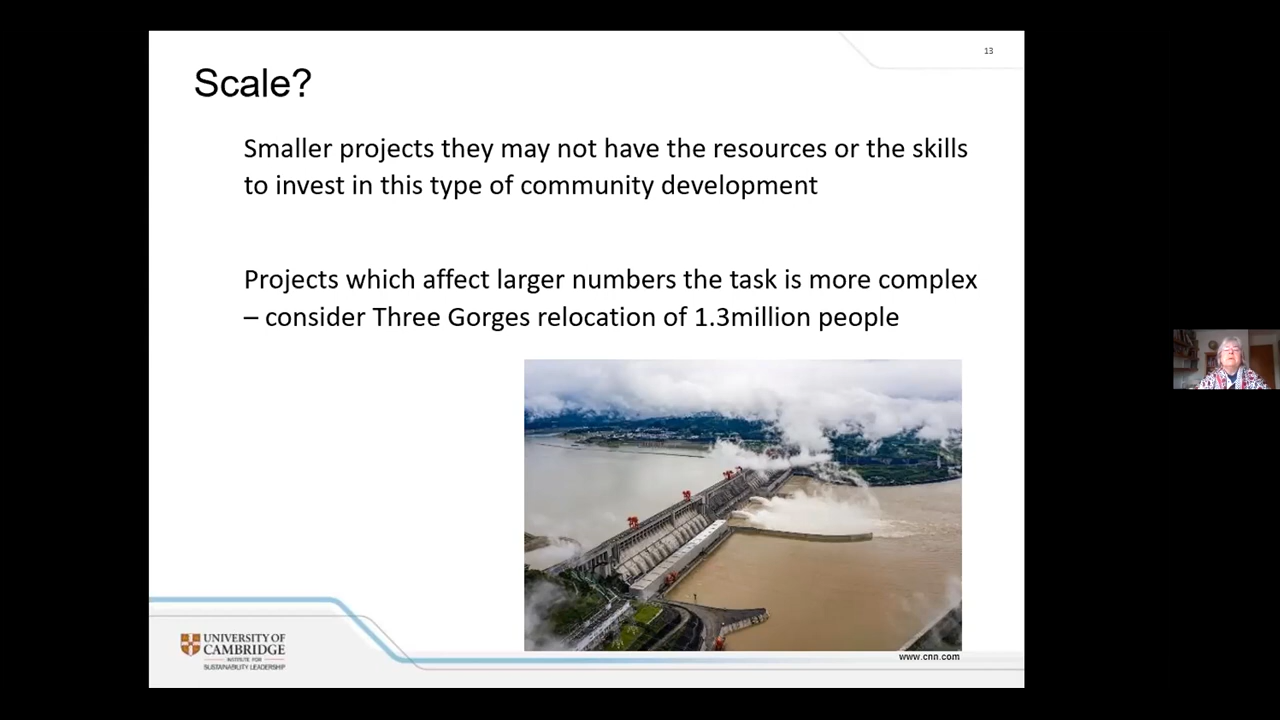 13
Scale?
Smaller projects they may not have the resources or the skills
to invest in this type of community development
Projects which affect larger numbers the task is more complex
– consider Three Gorges relocation of 1.3million people
www.cnn.com
UNIVERSITY OF
CAMBRIDGE
INSTITUTE FOR
SUSTAINABILITY LEADERSHIP